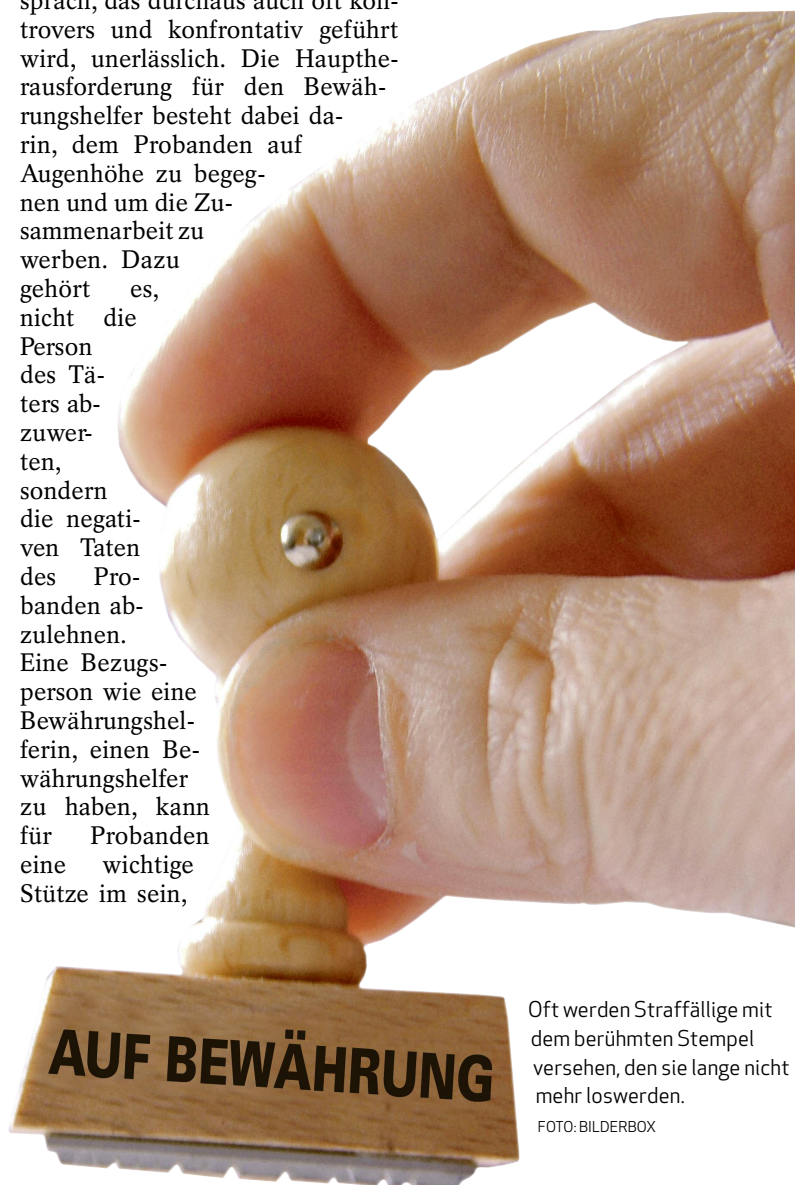 sprach, das durchaus auch oft kon-
trovers und konfrontativ geführt
wird, unerlässlich. Die Haupthe-
rausforderung für den Bewäh-
rungshelfer besteht dabei da-
rin, dem Probanden auf
Augenhöhe zu begeg-
nen und um die Zu-
sammenarbeit zu
werben. Dazu
gehört es,
nicht die
Person
des Tä-
ters ab-
zuwer-
ten,
sondern
die negati-
ven Taten
des Pro-
banden ab-
zulehnen.
Eine Bezugs-
person wie eine
Bewährungshel-
ferin, einen Be-
währungshelfer
zu haben, kann
für Probanden
eine wichtige
Stütze im sein,
AUF BEWÄHRUNG
Oft werden Straffällige mit
dem berühmten Stempel
versehen, den sie lange nicht
mehr loswerden.
FOTO: BILDERBOX